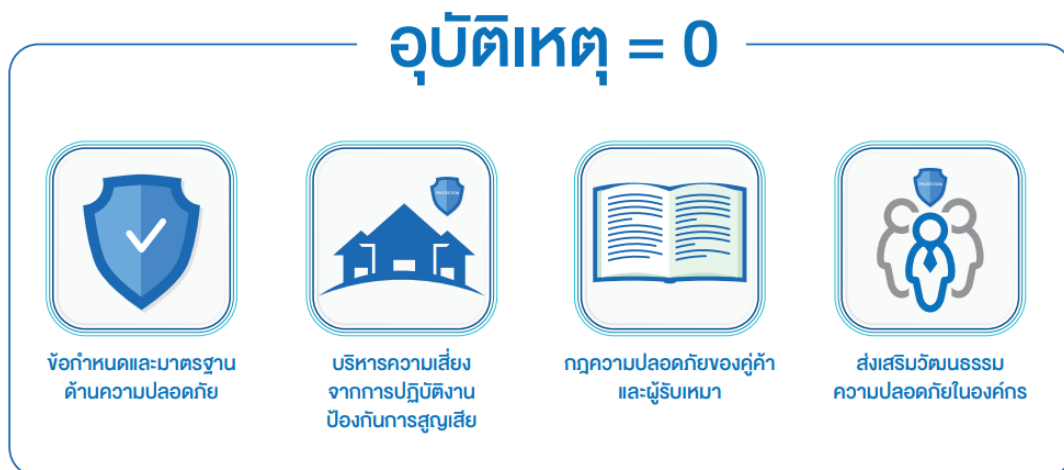 อุบัติเหตุ = 0
PROTECTION
PROTECTION
ข้อกำหนดและมาตรฐาน
ด้านความปลอดภัย
บริหารความเสี่ยง
จากการปฏิบัติงาน
ป้องกันการสูญเสีย
กฎความปลอดภัยของคู่ค้า
และผู้รับเหมา
ส่งเสริมวัฒนธรรม
ความปลอดภัยในองค์กร